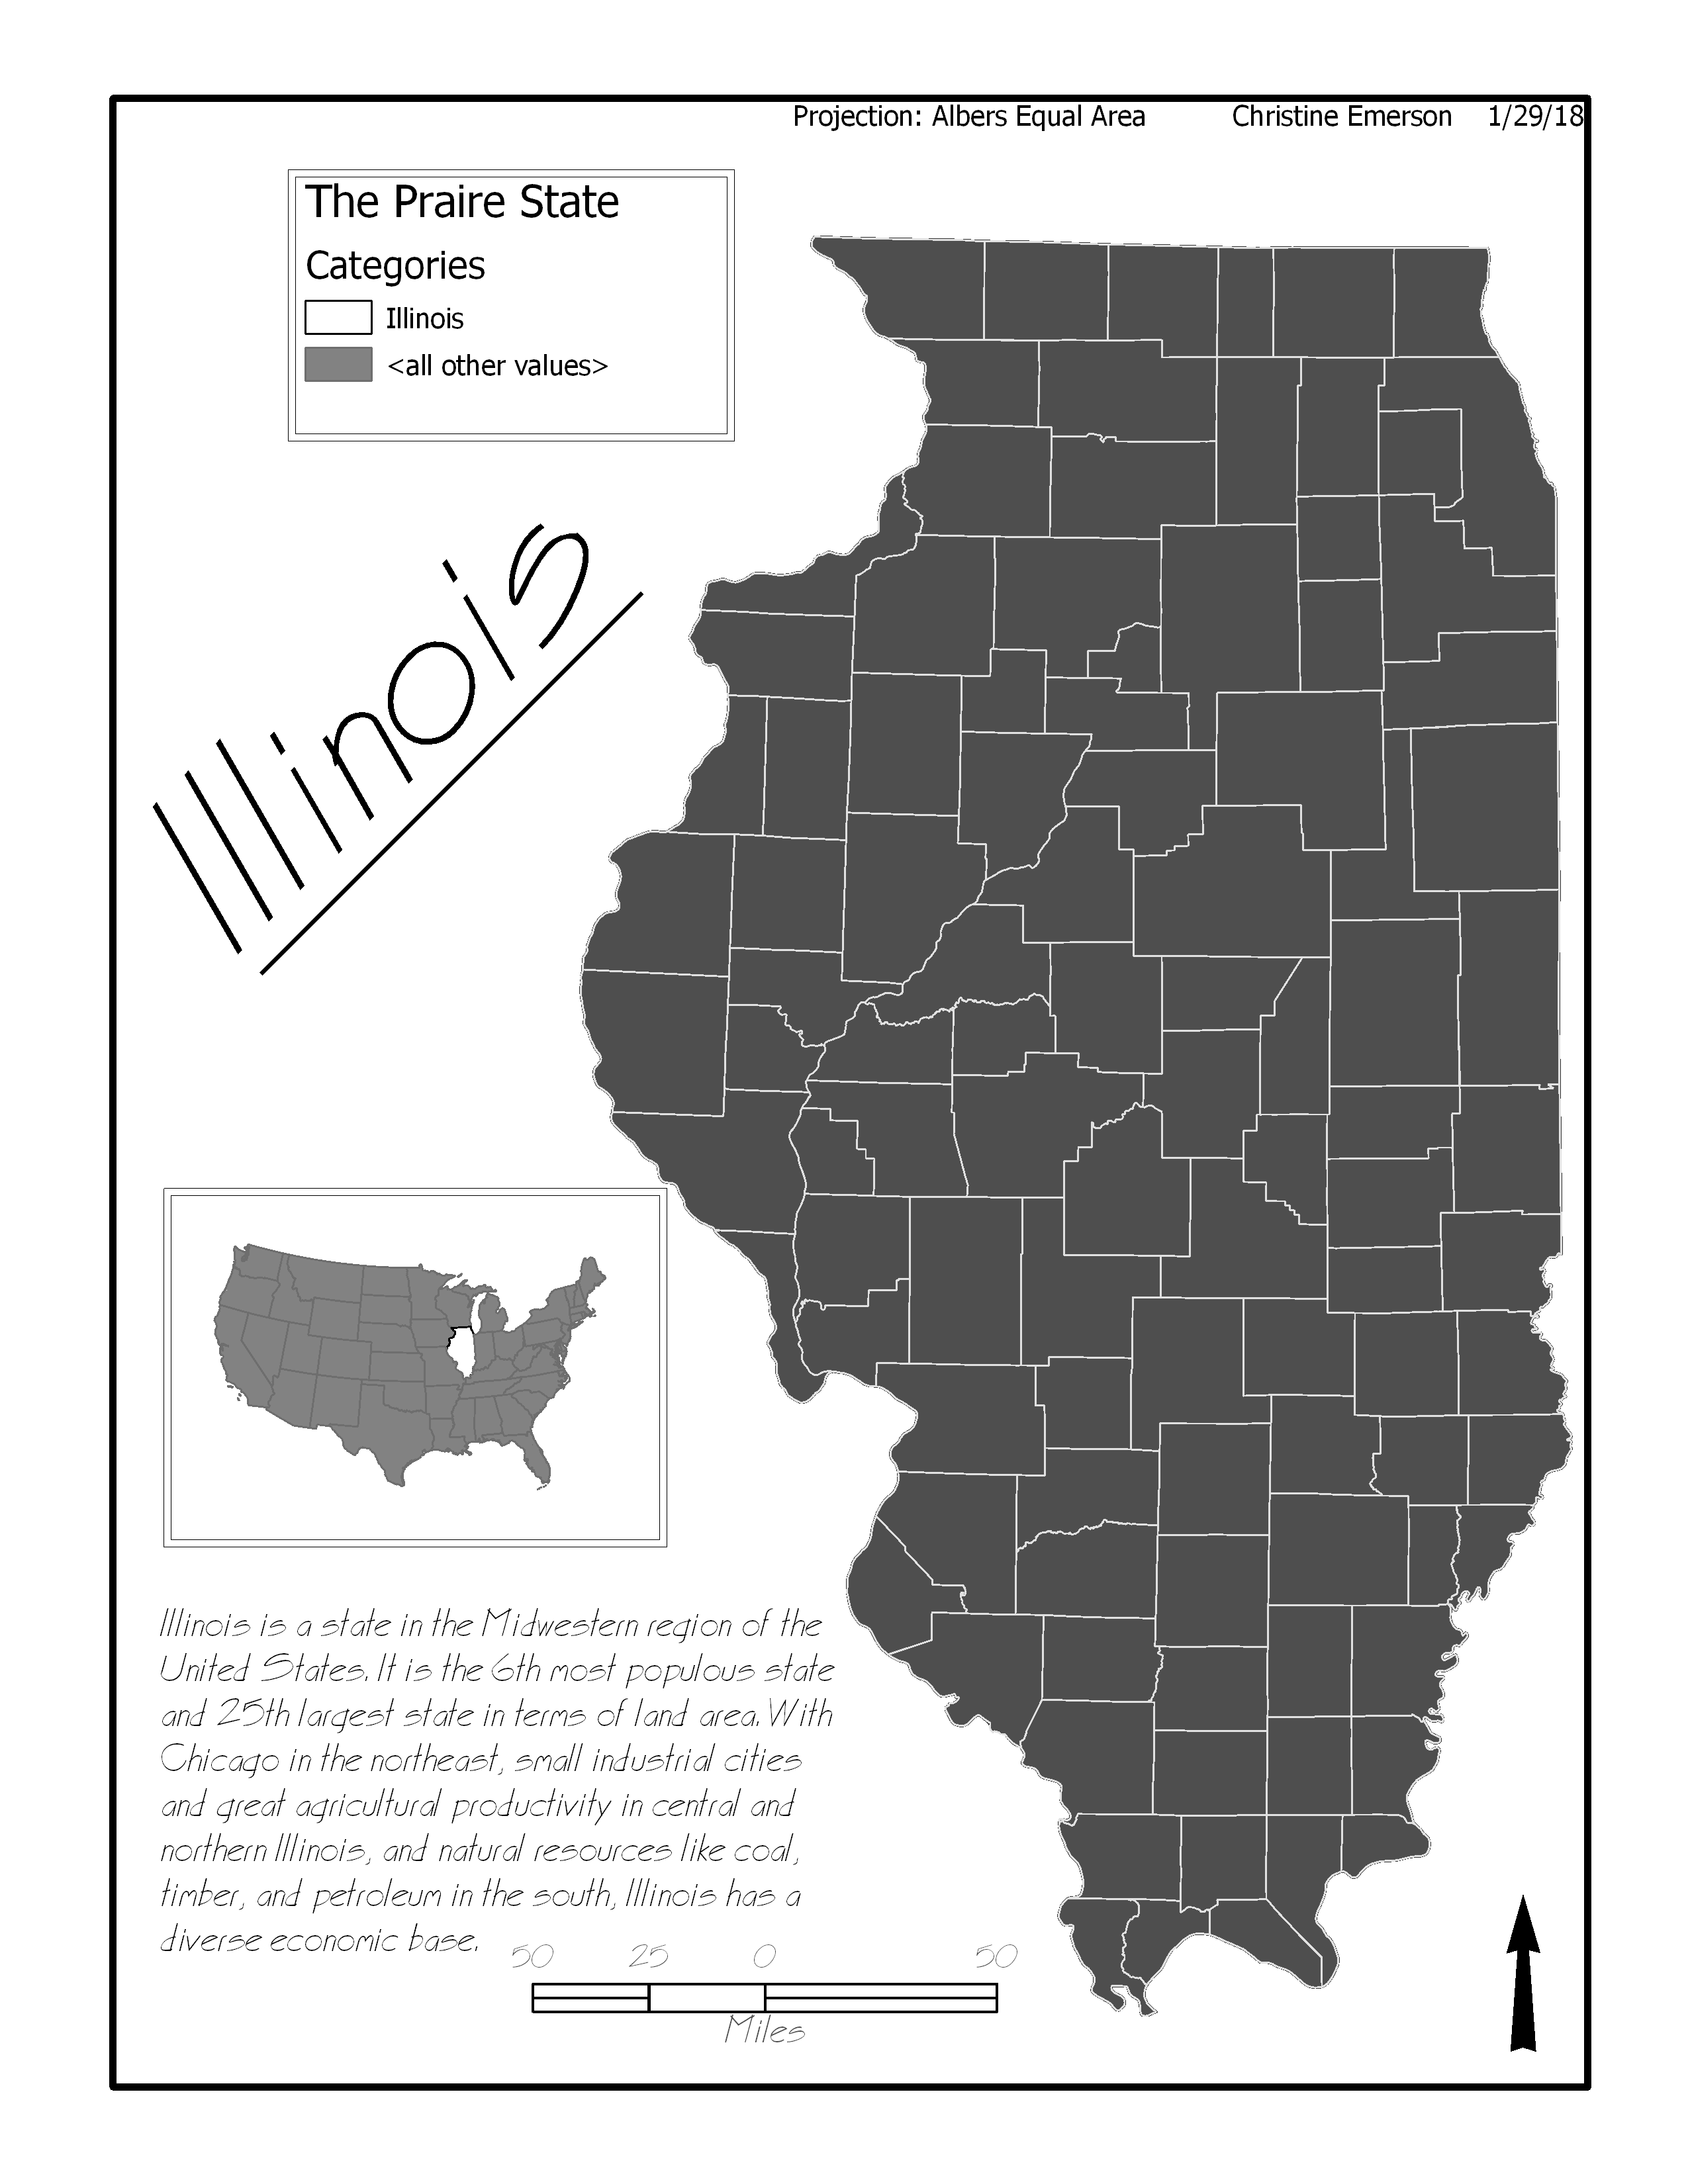 Projection: Albers Equal Area Christine Emerson 1/29/18
The Praire State
Categories
Illinois
<all other values>
Illinois
Illinois is a state in the Midwestern region of the
United States. It is the 6th most populous state
and 25th largest state in terms of land area. With
Chicago in the northeast, small industrial cities
and great agricultural productivity in central and
northern Illinois, and natural resources like coal,
timber, and petroleum in the south, Illinois has a
diverse economic base.
50 25 0 50
Miles